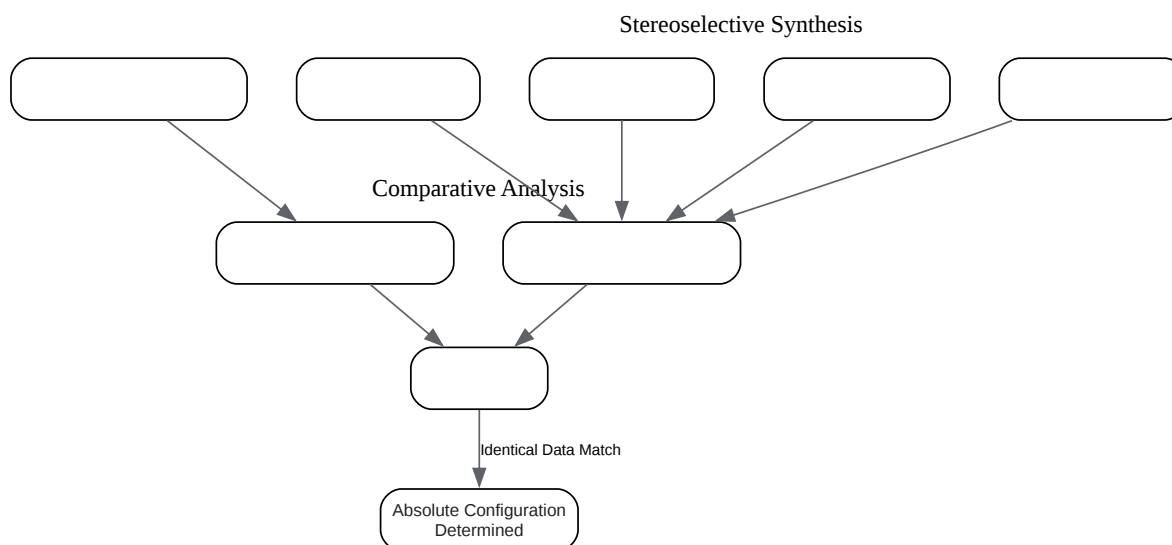 Stereoselective Synthesis
Comparative Analysis
Identical Data Match
Absolute Configuration
Determined